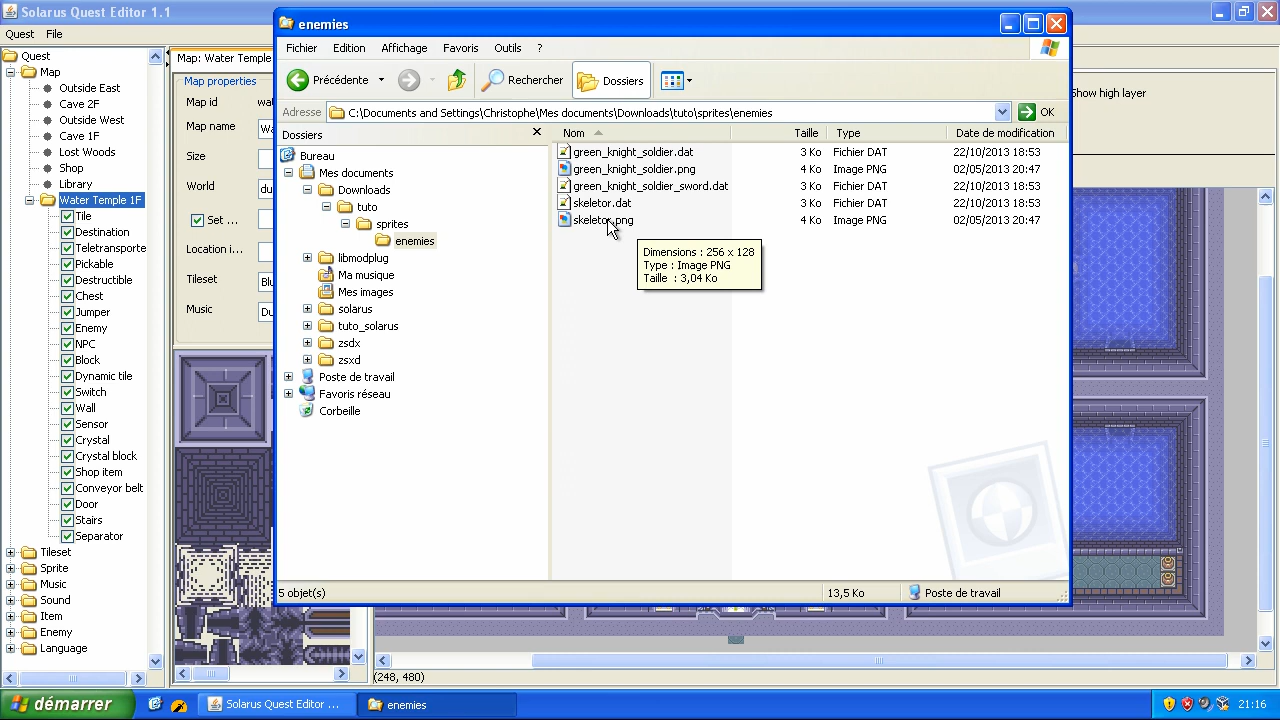 Solarus Quest Editor 1.1
Quest File
Quest
Map
Outside East
Cave 2F
Outside West
Cave 1F
Lost Woods
Shop
Library
Water Temple 1F
Tile
Destination
Teletransporte
Pickable
Destructible
Chest
Jumper
Enemy
NPC
Block
Dynamic tile
Switch
Wall
Sensor
Crystal
Crystal block
Shop item
Conveyor belt
Door
Stairs
Separator
Tileset
Sprite
Music
Sound
Item
Enemy
Language
Map: Water Temple
Map properties
Map id
Map name
Size
World
Set ...
Location i...
Tileset
Music
enemies
Fichier Edition Affichage Favoris Outils ?
Précédente Rechercher Dossiers
Adresse C:\Documents and Settings\Christophe\Mes documents\Downloads\tuto\sprites\enemies OK
Dossiers
Bureau
Mes documents
Downloads
tuto
sprites
enemies
libmodplug
Ma musique
Mes images
solarus
tuto_solarus
zsdx
zsxd
Poste de travail
Favoris réseau
Corbeille
Nom Taille Type Date de modification
green_knight_soldier.dat 3 Ko Fichier DAT 22/10/2013 18:53
green_knight_soldier.png 4 Ko Image PNG 02/05/2013 20:47
green_knight_soldier_sword.dat 3 Ko Fichier DAT 22/10/2013 18:53
skeletor.dat 3 Ko Fichier DAT 22/10/2013 18:53
skeletor.png 4 Ko Image PNG 02/05/2013 20:47
Dimensions : 256 x 128
Type : Image PNG
Taille : 3,04 Ko
5 objet(s) 13,5 Ko Poste de travail
Show high layer
(248, 480)
démarrer Solarus Quest Editor ... enemies 21:16